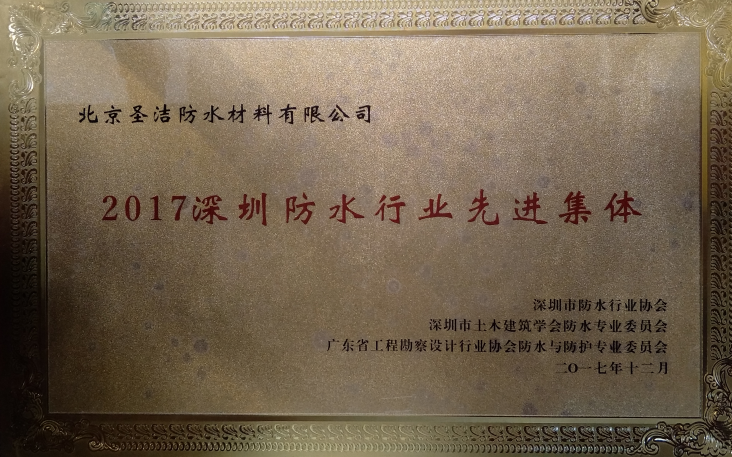 北京圣洁防水材料有限公司
2017深圳防水行业先进集体
深圳市防水行业协会
深圳市土木建筑学会防水专业委员会
广东省工程勘察设计行业协会防水与防护专业委员会
二〇一七年十二月